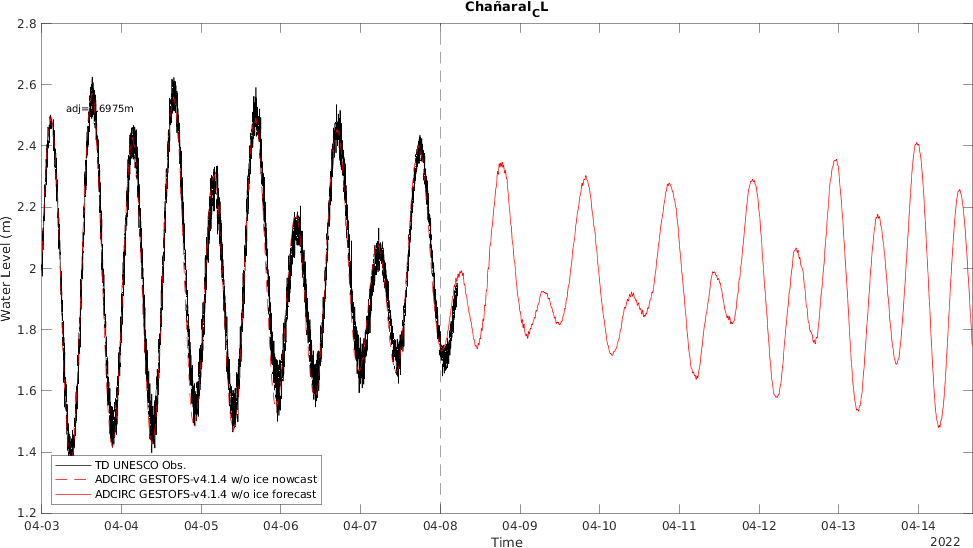 Chañaral_CL
2.8
2.6
adj= .6975m
2.4
2.2
2
1.8
1.6
1.4
1.2
Water Level (m)
TD UNESCO Obs.
ADCIRC GESTOFS-v4.1.4 w/o ice nowcast
ADCIRC GESTOFS-v4.1.4 w/o ice forecast
04-03 04-04 04-05 04-06 04-07 04-08 04-09 04-10 04-11 04-12 04-13 04-14
Time
2022